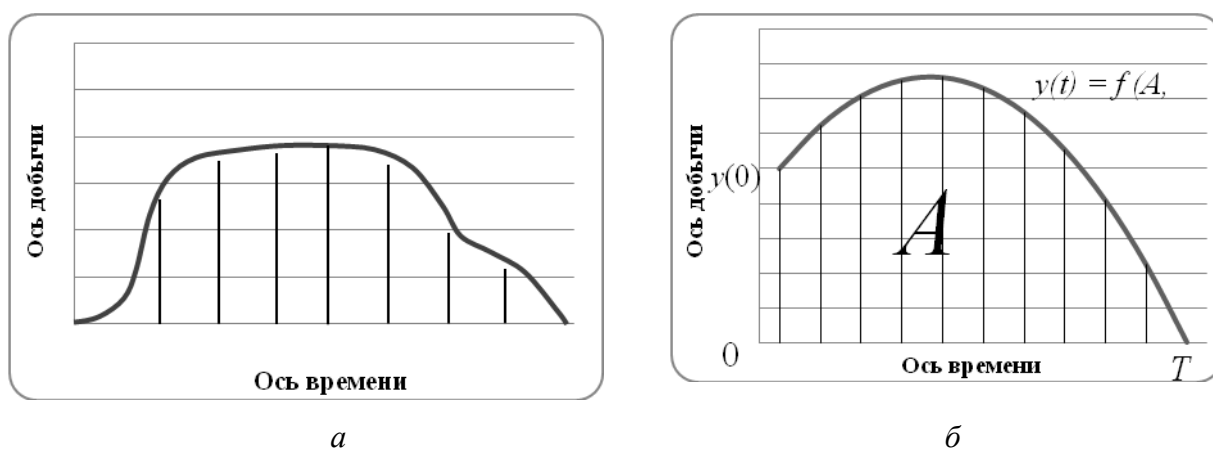 Ось добычи
Ось времени
а
y(t) = f (A,
Ось добычи
y(0)
A
0
Ось времени
T
б